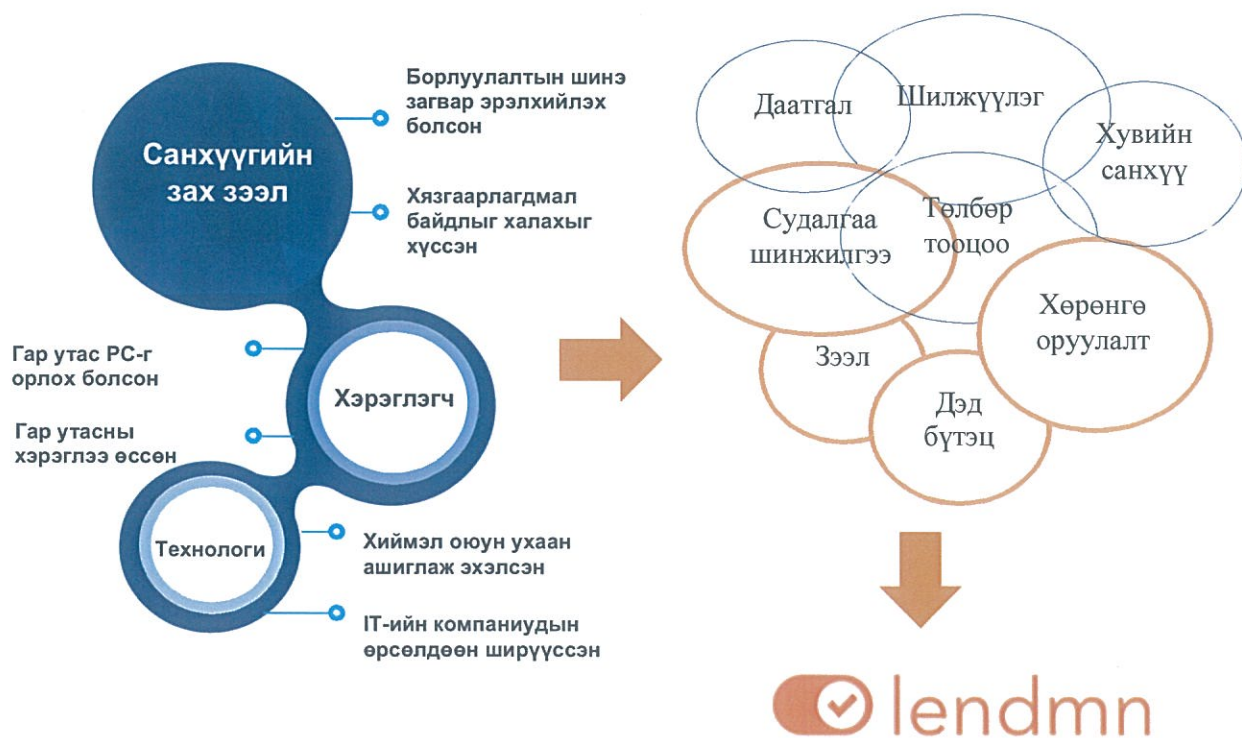 Санхүүгийн
зах зээл
Борлуулалтын шинэ
загвар эрэлхийлэх
болсон
Хязгаарлагдмал
байдлыг халахыг
хүссэн
Гар утас PC-г
орлох болсон
Хэрэглэгч
Гар утасны
хэрэглээ өссөн
Технологи
Хиймэл оюун ухаан
ашиглаж эхэлсэн
IT-ийн компаниудын
өрсөлдөөн ширүүссэн
Даатгал
Шилжүүлэг
Хувийн
санхүү
Судалгаа
шинжилгээ
Төлбөр
тооцоо
Хөрөнгө
оруулалт
Зээл
Дэд
бүтэц
lendmn